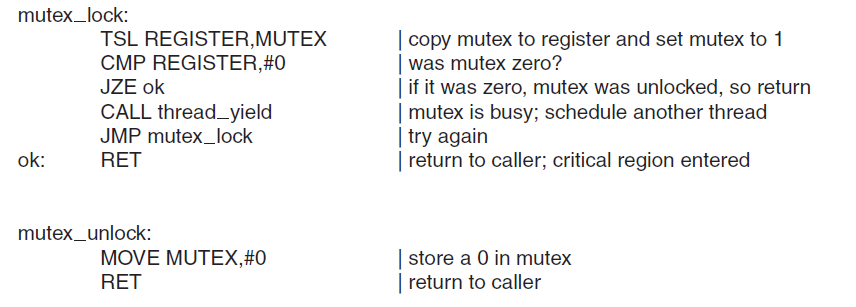 mutex_lock:
TSL REGISTER,MUTEX | copy mutex to register and set mutex to 1
CMP REGISTER,#0 | was mutex zero?
JZE ok | if it was zero, mutex was unlocked, so return
CALL thread_yield | mutex is busy; schedule another thread
JMP mutex_lock | try again
ok: RET | return to caller; critical region entered
mutex_unlock:
MOVE MUTEX,#0 | store a 0 in mutex
RET | return to caller